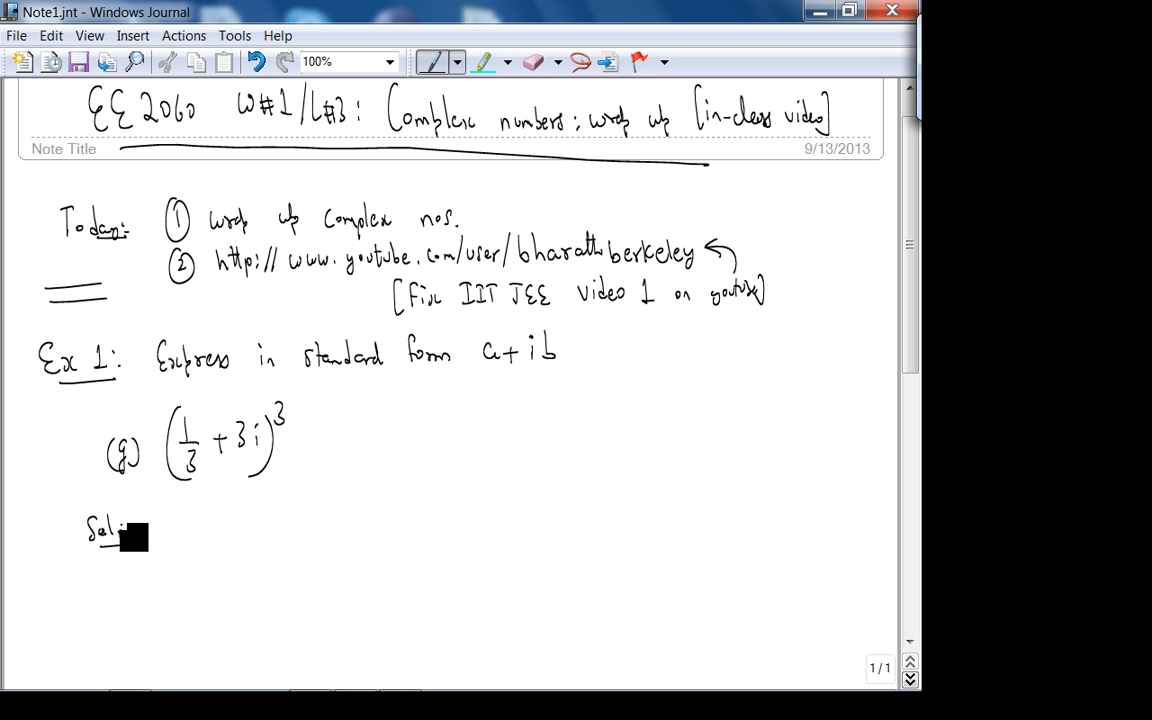 Note1.jnt - Windows Journal
File Edit View Insert Actions Tools Help
100%
EE 2060 W#1/L#3: Complex numbers: wrap up [in-class video]
Note Title 9/13/2013
Today: ① wrap up complex nos.
② http://www.youtube.com/user/bharathsberkeley
[Fix IIT JEE video 1 on youtube]
Ex 1: Express in standard form a+ib
(g) (1/3 + 3i)^3
Sol:
1 / 1